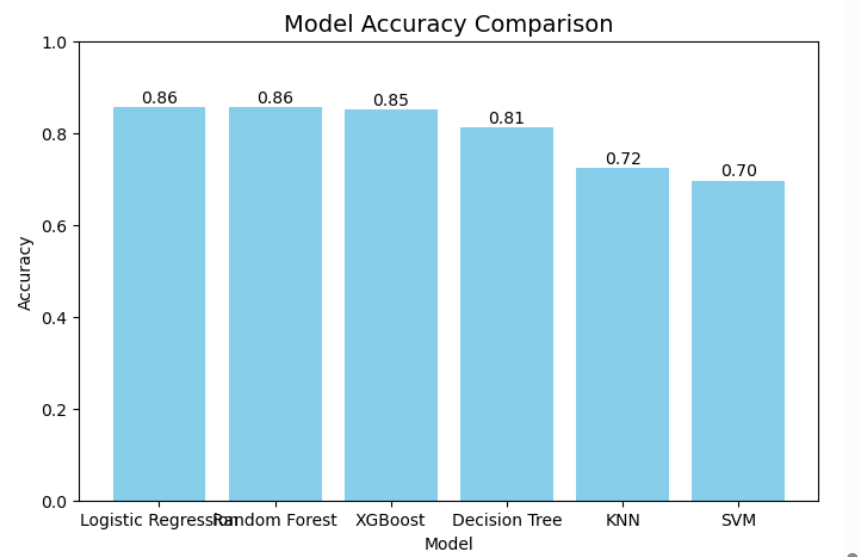 Model Accuracy Comparison
1.0
0.8
0.6
0.4
0.2
0.0
Accuracy
0.86 0.86 0.85 0.81 0.72 0.70
Logistic Regression Random Forest XGBoost Decision Tree KNN SVM
Model